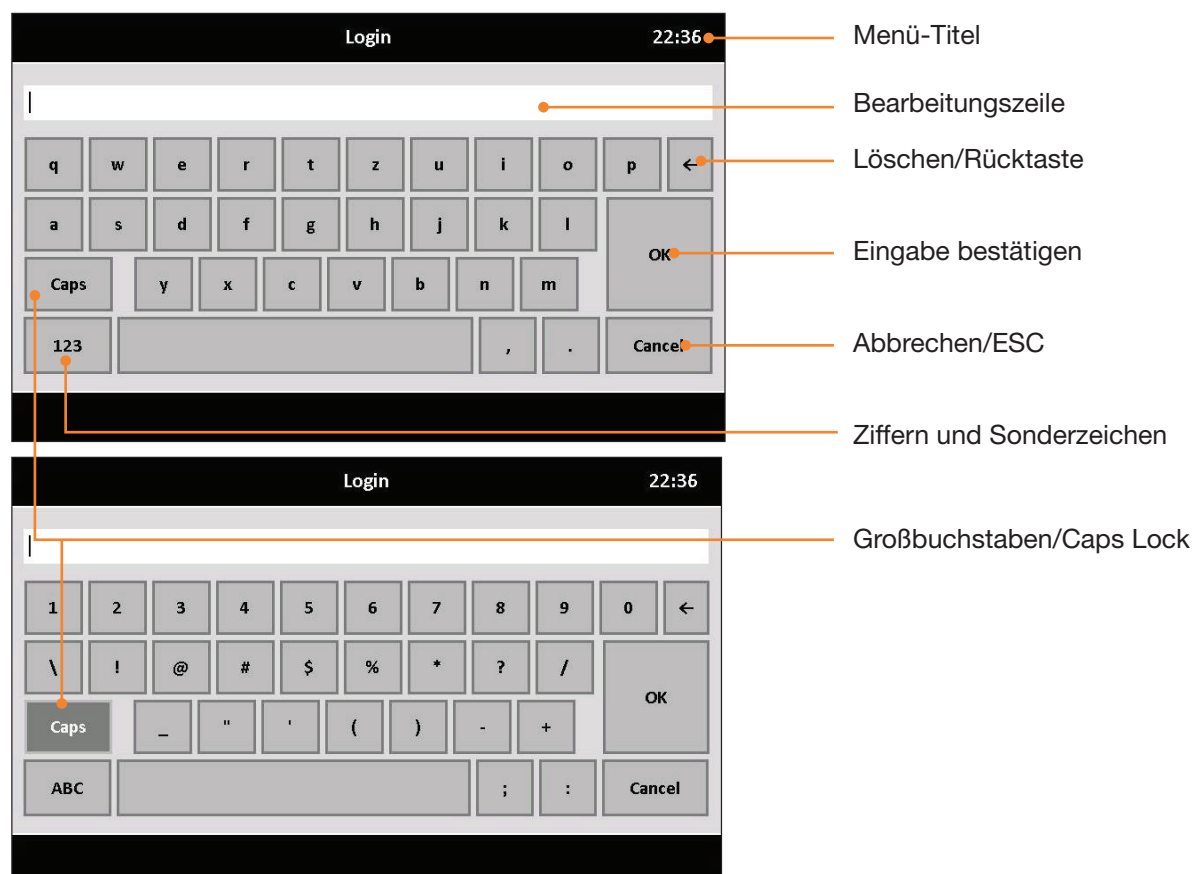 Login 22:36 Menü-Titel
Bearbeitungszeile
q w e r t z u i o p ← Löschen/Rücktaste
a s d f g h j k l
OK Eingabe bestätigen
Caps y x c v b n m
123 , . Cancel Abbrechen/ESC
Ziffern und Sonderzeichen
Login 22:36
Großbuchstaben/Caps Lock
1 2 3 4 5 6 7 8 9 0 ←
\ ! @ # $ % * ? /
OK
Caps _ " ' ( ) - +
ABC ; : Cancel